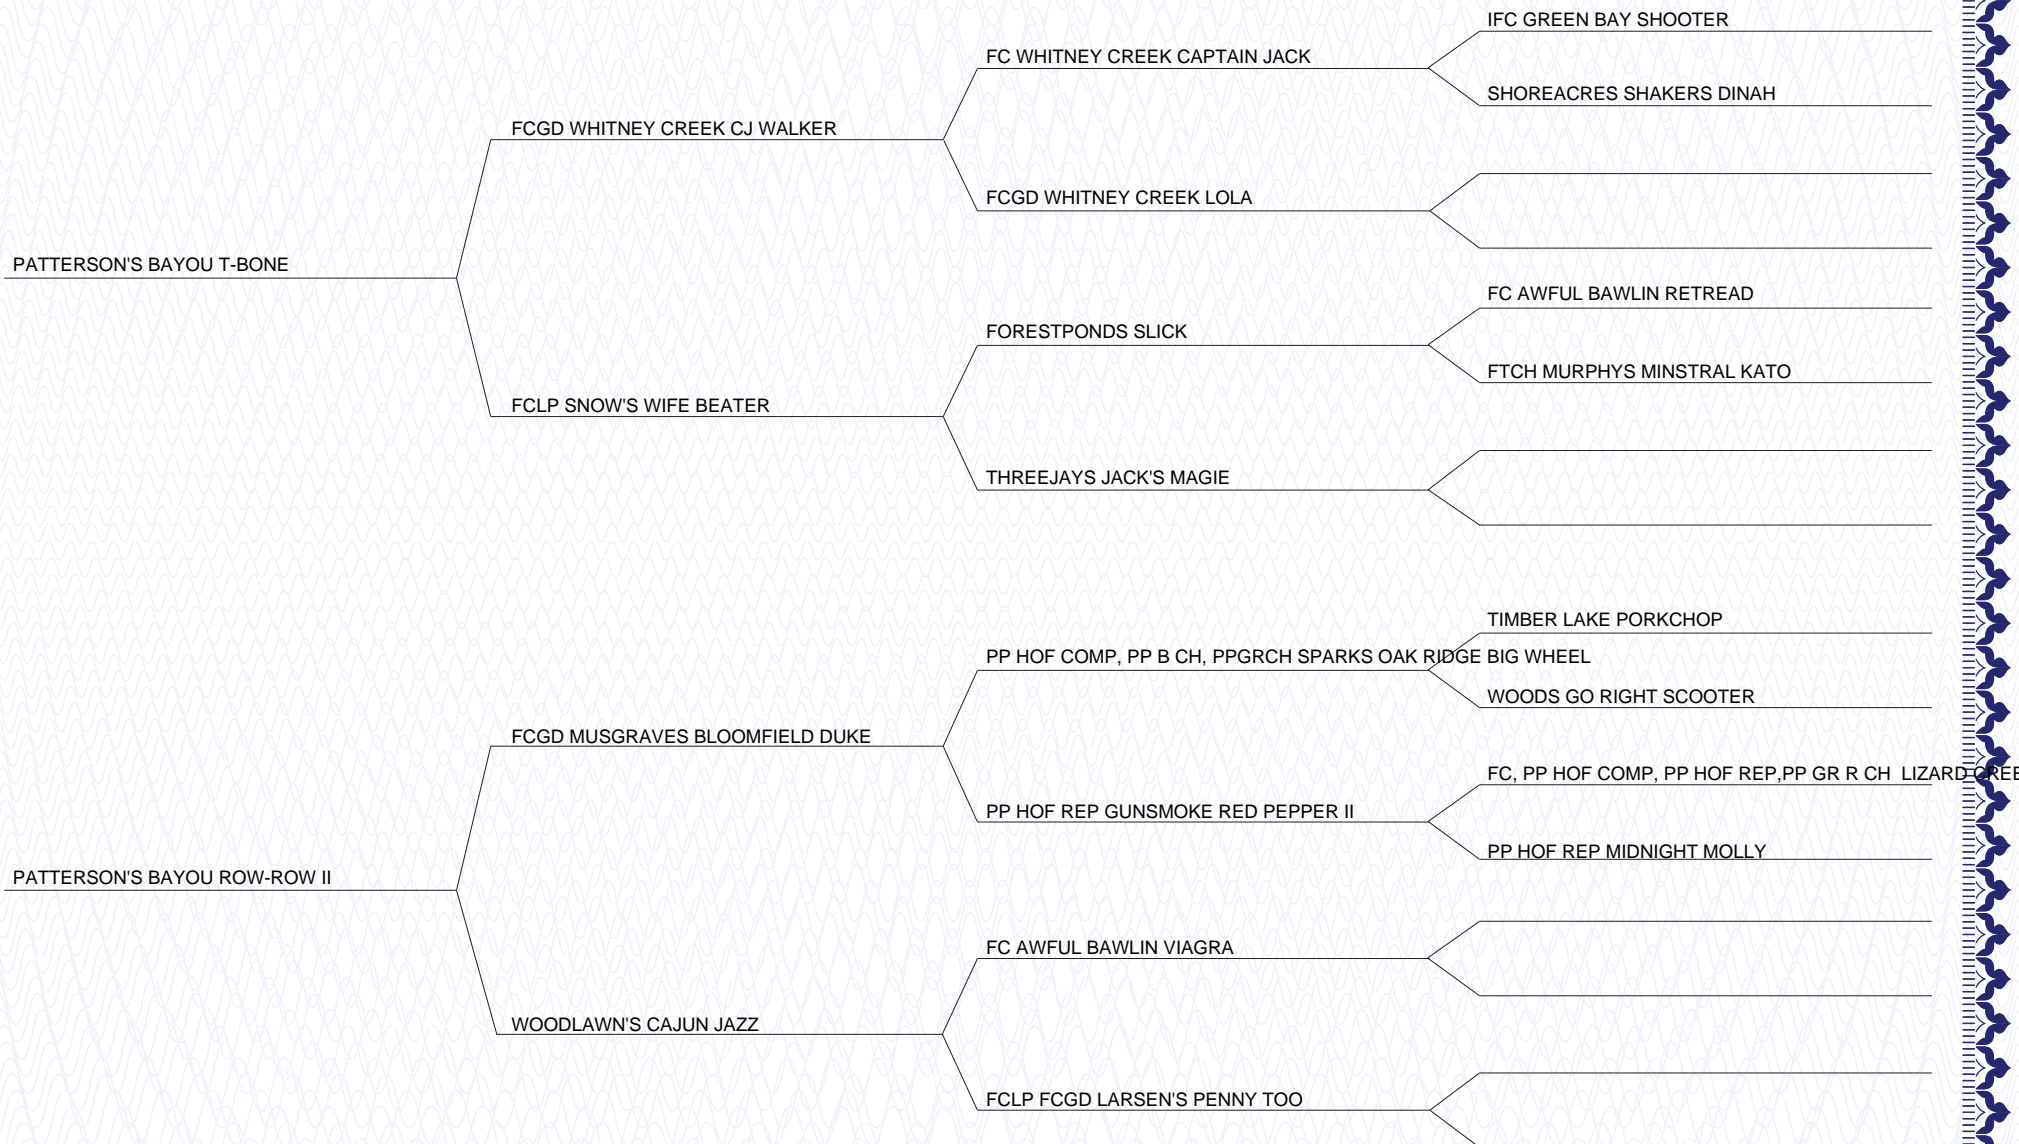 IFC GREEN BAY SHOOTER
FC WHITNEY CREEK CAPTAIN JACK
SHOREACRES SHAKERS DINAH
FCGD WHITNEY CREEK CJ WALKER
FCGD WHITNEY CREEK LOLA
PATTERSON'S BAYOU T-BONE
FC AWFUL BAWLIN RETREAD
FORESTPONDS SLICK
FTCH MURPHYS MINSTRAL KATO
FCLP SNOW'S WIFE BEATER
THREEJAYS JACK'S MAGIE
TIMBER LAKE PORKCHOP
PP HOF COMP, PP B CH, PPGRCH SPARKS OAK RIDGE BIG WHEEL
WOODS GO RIGHT SCOOTER
FCGD MUSGRAVES BLOOMFIELD DUKE
FC, PP HOF COMP, PP HOF REP,PP GR R CH LIZARD
PP HOF REP GUNSMOKE RED PEPPER II
PP HOF REP MIDNIGHT MOLLY
PATTERSON'S BAYOU ROW-ROW II
FC AWFUL BAWLIN VIAGRA
WOODLAWN'S CAJUN JAZZ
FCLP FCGD LARSEN'S PENNY TOO